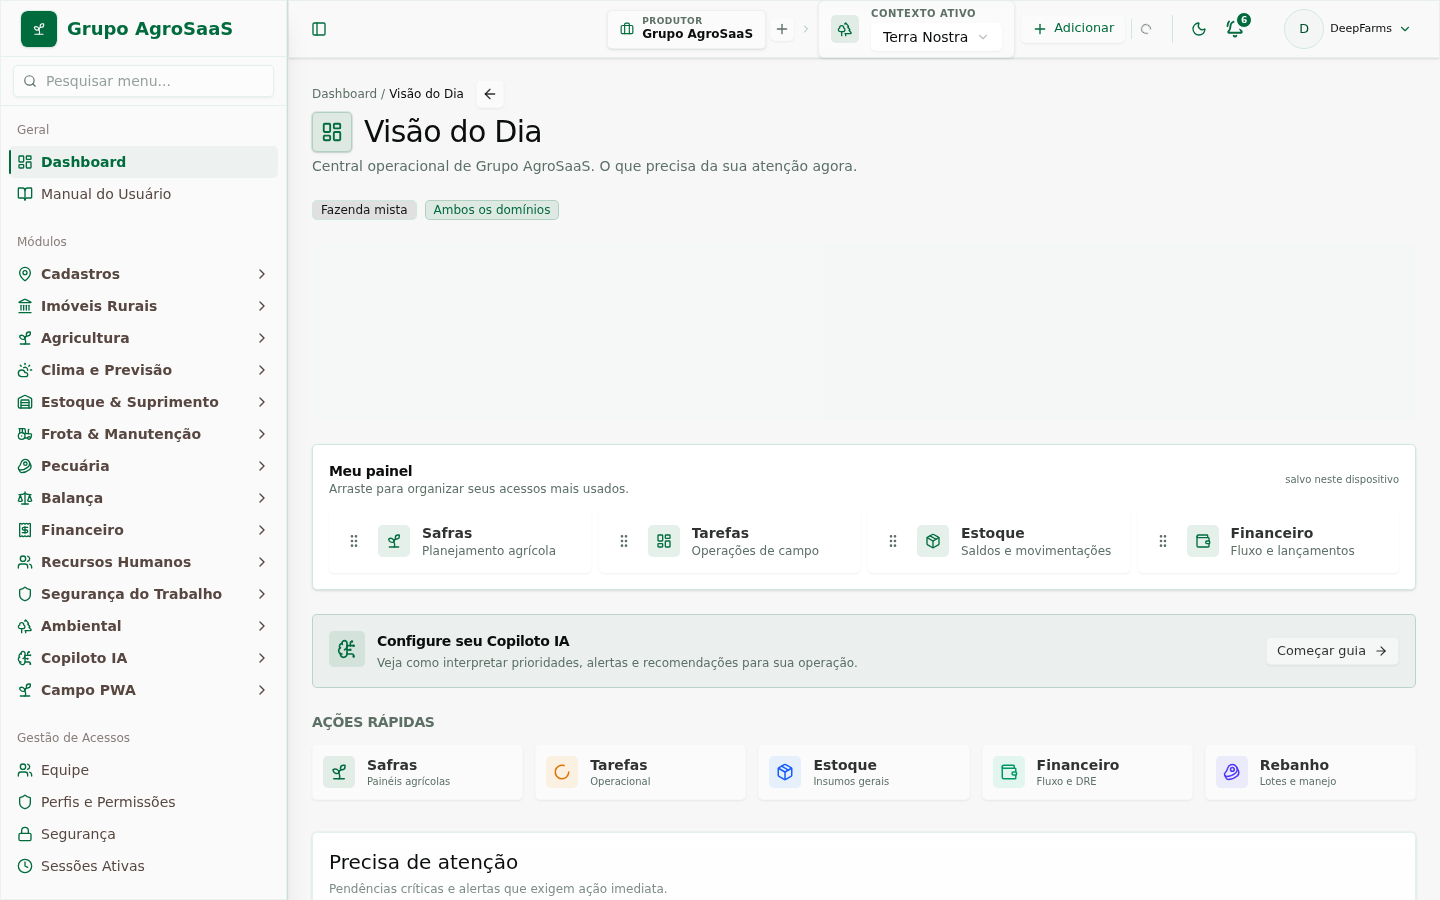 Grupo AgroSaaS
Pesquisar menu...
Geral
Dashboard
Manual do Usuário
Módulos
Cadastros
Imóveis Rurais
Agricultura
Clima e Previsão
Estoque & Suprimento
Frota & Manutenção
Pecuária
Balança
Financeiro
Recursos Humanos
Segurança do Trabalho
Ambiental
Copiloto IA
Campo PWA
Gestão de Acessos
Equipe
Perfis e Permissões
Segurança
Sessões Ativas
PRODUTOR
Grupo AgroSaaS
CONTEXTO ATIVO
Terra Nostra
Adicionar
6
D
DeepFarms
Dashboard / Visão do Dia
Visão do Dia
Central operacional de Grupo AgroSaaS. O que precisa da sua atenção agora.
Fazenda mista
Ambos os domínios
Meu painel
Arraste para organizar seus acessos mais usados.
salvo neste dispositivo
Safras
Planejamento agrícola
Tarefas
Operações de campo
Estoque
Saldos e movimentações
Financeiro
Fluxo e lançamentos
Configure seu Copiloto IA
Veja como interpretar prioridades, alertas e recomendações para sua operação.
Começar guia
AÇÕES RÁPIDAS
Safras
Painéis agrícolas
Tarefas
Operacional
Estoque
Insumos gerais
Financeiro
Fluxo e DRE
Rebanho
Lotes e manejo
Precisa de atenção
Pendências críticas e alertas que exigem ação imediata.